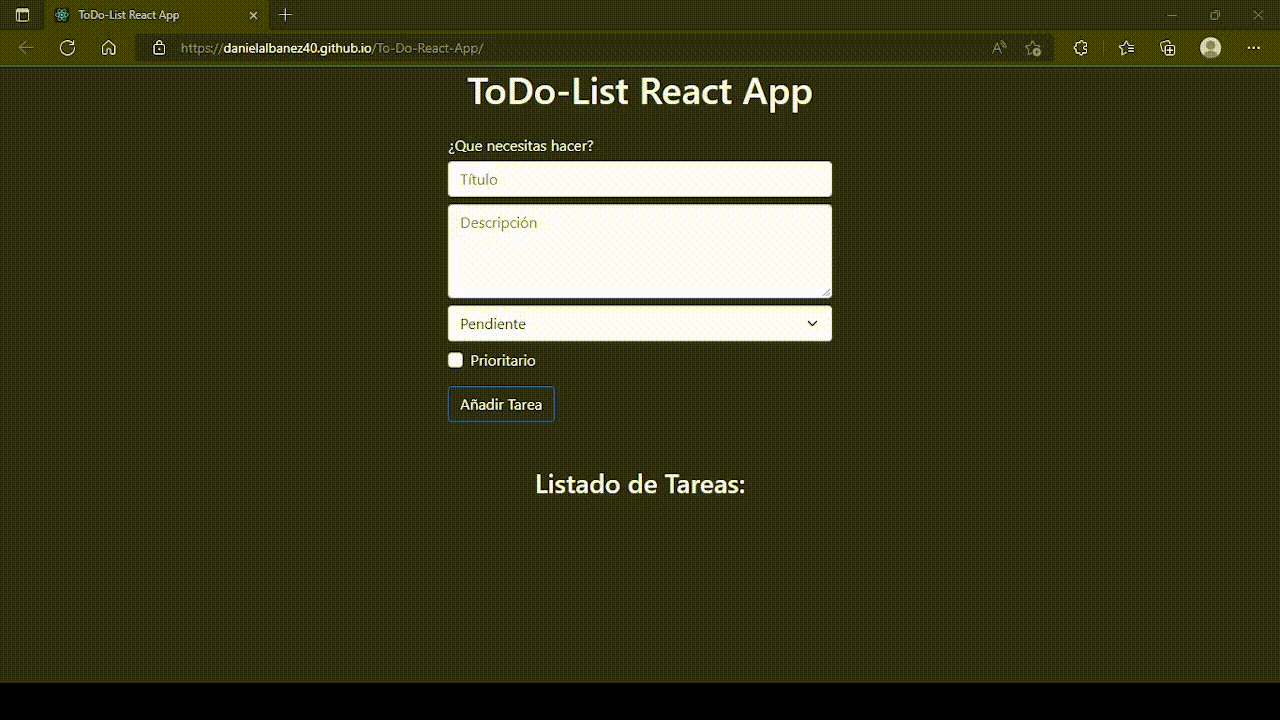 ToDo-List React App
https://danielalbanez40.github.io/To-Do-React-App/
ToDo-List React App
¿Que necesitas hacer?
Título
Descripción
Pendiente
Prioritario
Añadir Tarea
Listado de Tareas: